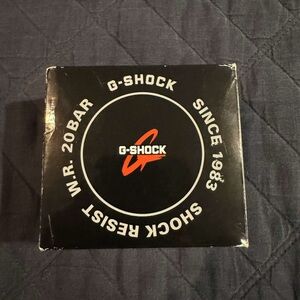 G-SHOCK
SINCE 1983
SHOCK RESIST
W.R. 20BAR
G-SHOCK